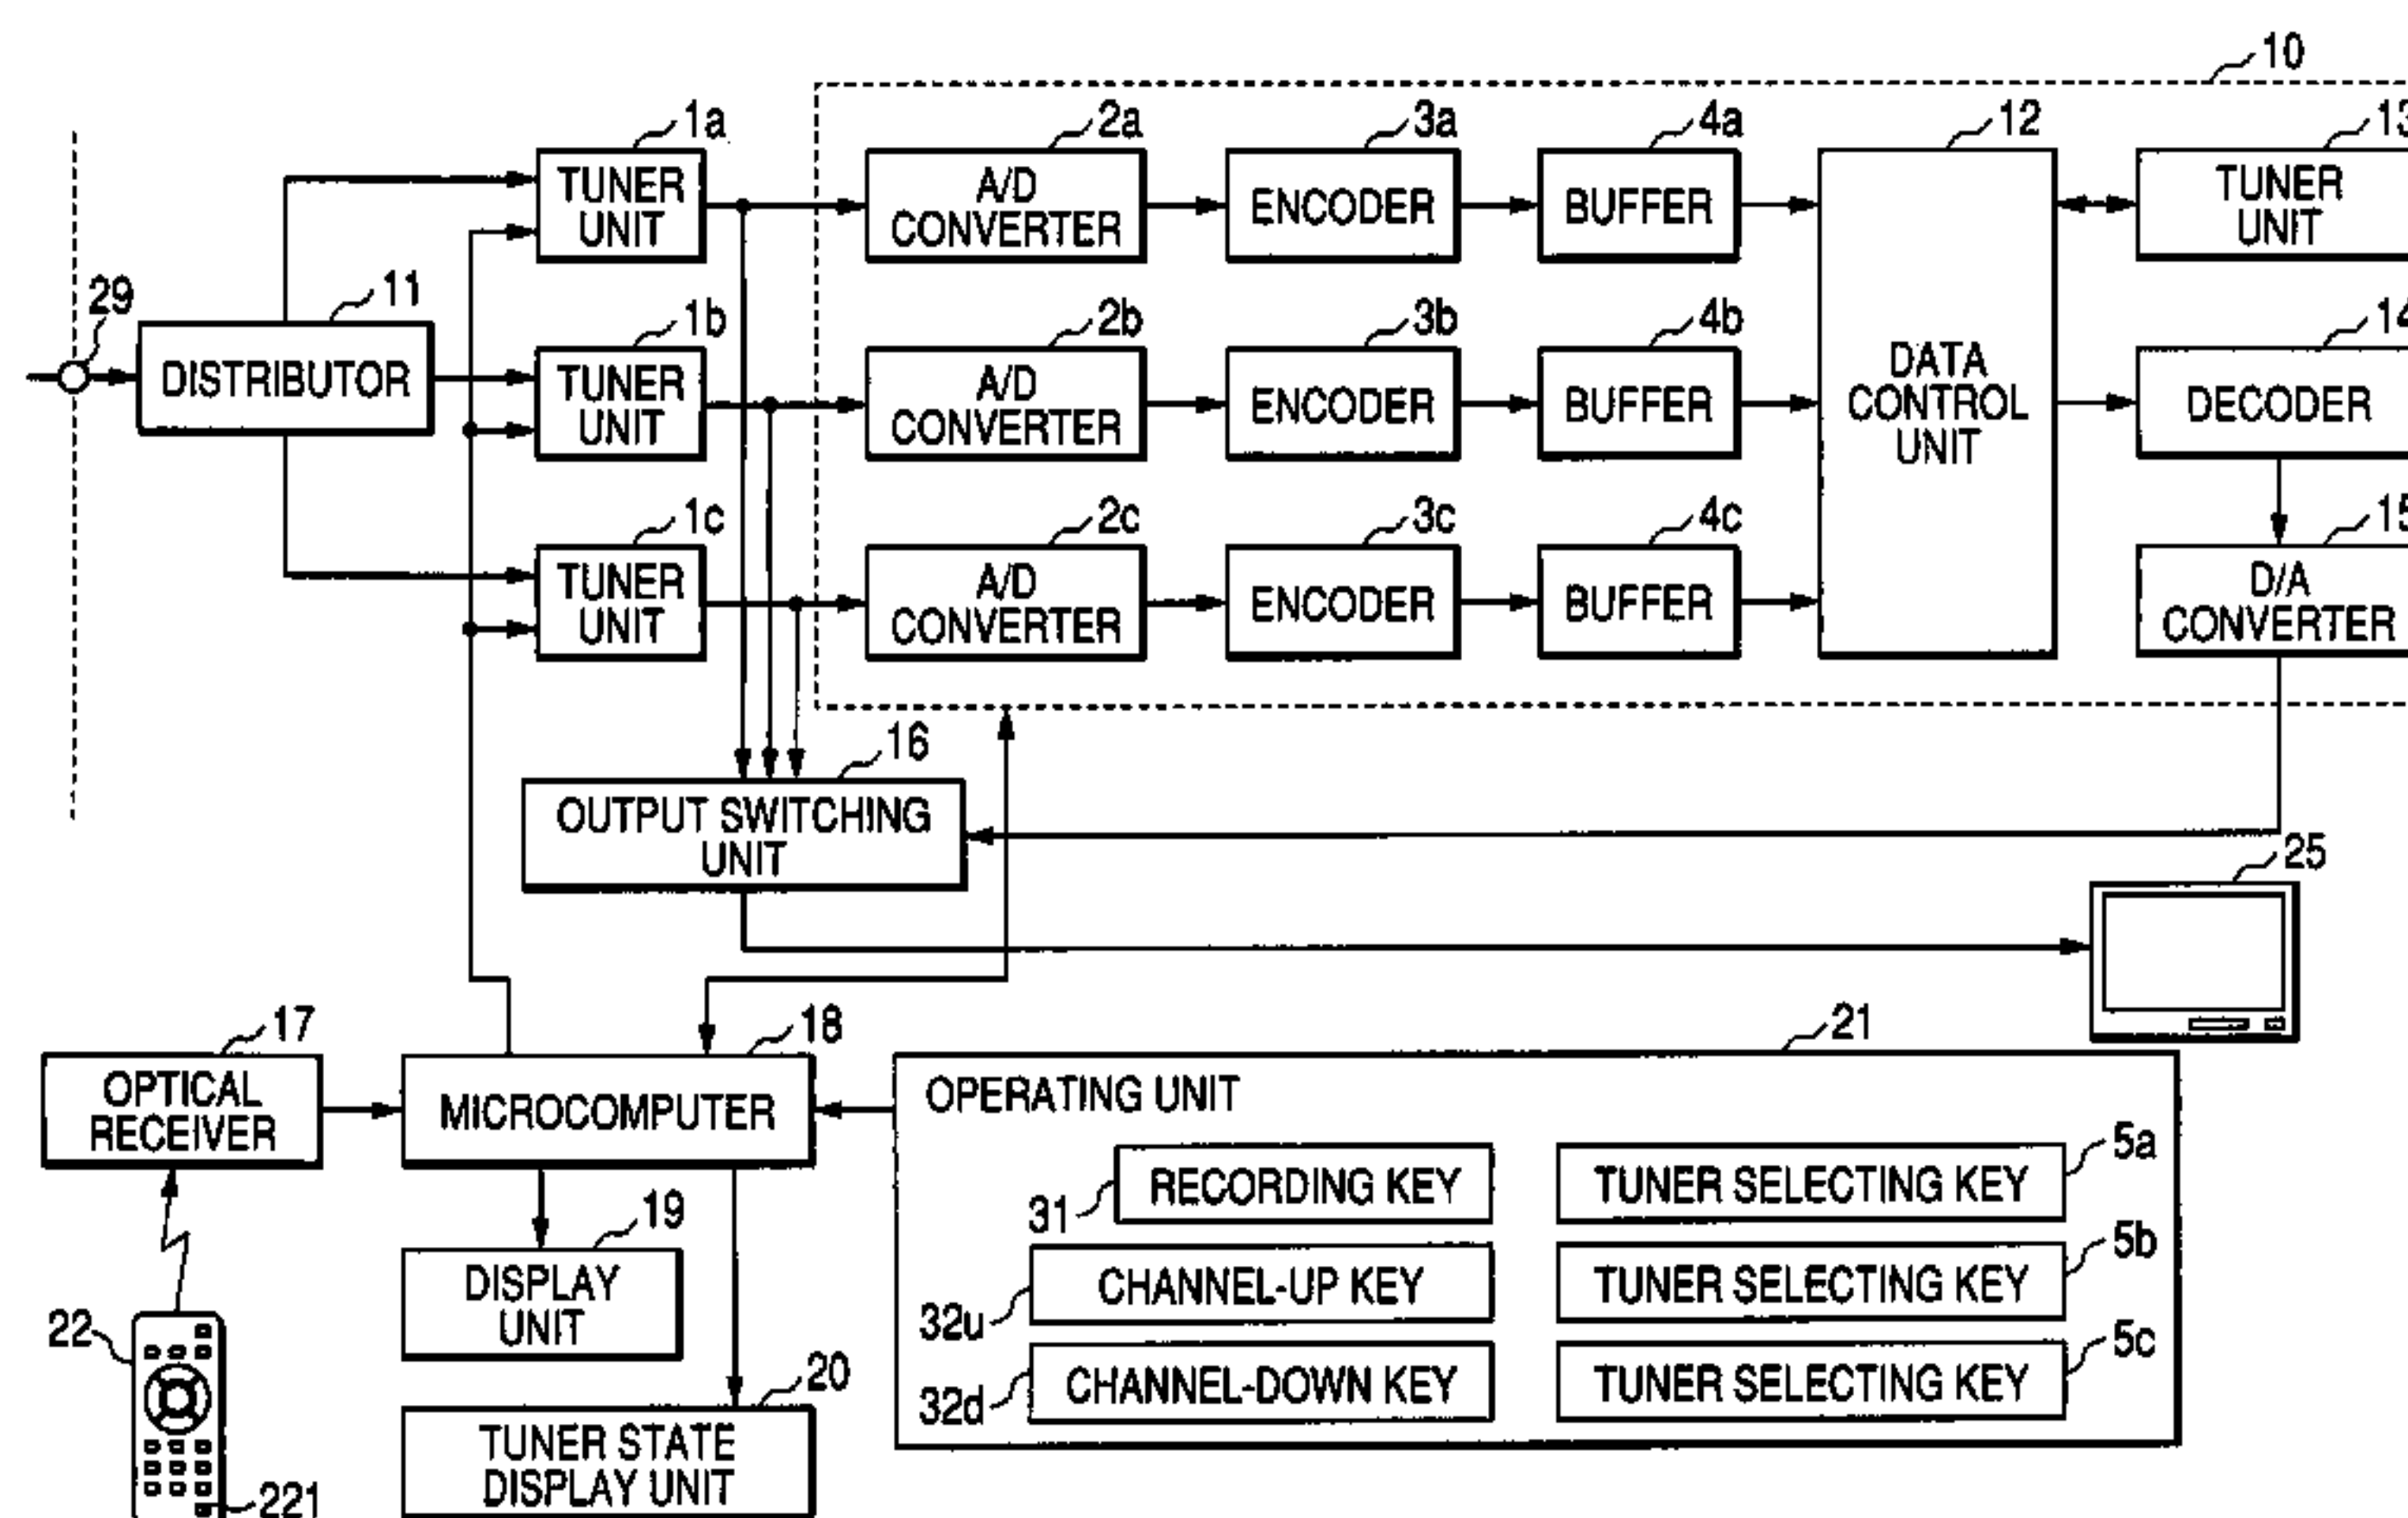 10
1a
2a
3a
4a
12
13
TUNER
UNIT
A/D
CONVERTER
ENCODER
BUFFER
TUNER
UNIT
29
11
1b
2b
3b
4b
14
DISTRIBUTOR
TUNER
UNIT
A/D
CONVERTER
ENCODER
BUFFER
DATA
CONTROL
UNIT
DECODER
1c
2c
3c
4c
15
TUNER
UNIT
A/D
CONVERTER
ENCODER
BUFFER
D/A
CONVERTER
16
OUTPUT SWITCHING
UNIT
25
17
18
21
OPTICAL
RECEIVER
MICROCOMPUTER
OPERATING UNIT
RECORDING KEY
31
TUNER SELECTING KEY
5a
CHANNEL-UP KEY
32u
TUNER SELECTING KEY
5b
CHANNEL-DOWN KEY
32d
TUNER SELECTING KEY
5c
19
DISPLAY
UNIT
22
20
TUNER STATE
DISPLAY UNIT
221